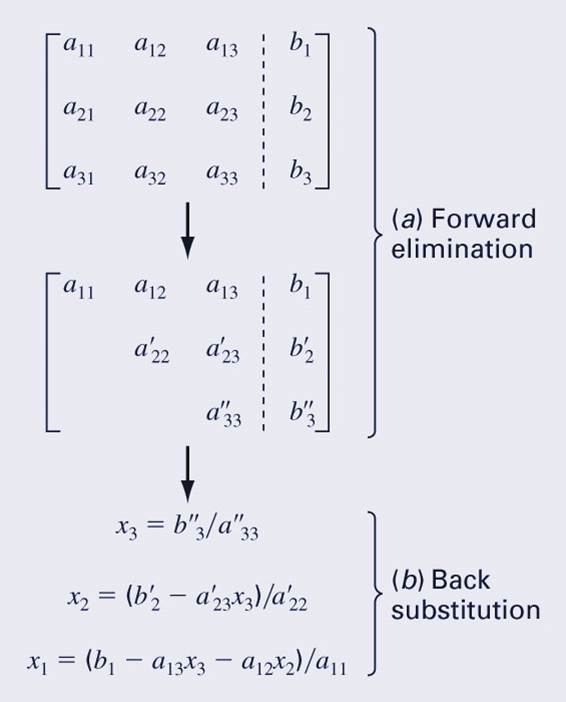 a₁₁ a₁₂ a₁₃ b₁
a₂₁ a₂₂ a₂₃ b₂
a₃₁ a₃₂ a₃₃ b₃
(a) Forward
elimination
a₁₁ a₁₂ a₁₃ b₁
a′₂₂ a′₂₃ b′₂
a″₃₃ b″₃
x₃ = b″₃/a″₃₃
x₂ = (b′₂ − a′₂₃x₃)/a′₂₂
x₁ = (b₁ − a₁₃x₃ − a₁₂x₂)/a₁₁
(b) Back
substitution